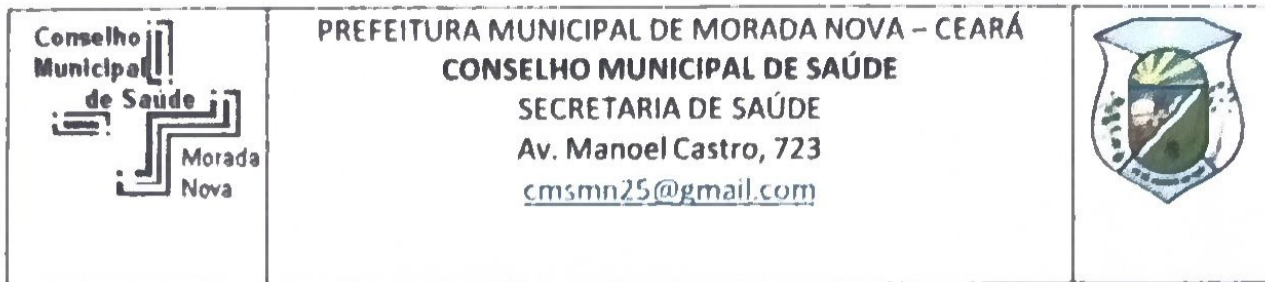 Conselho
Municipal
de Saúde
Morada
Nova
PREFEITURA MUNICIPAL DE MORADA NOVA – CEARÁ
CONSELHO MUNICIPAL DE SAÚDE
SECRETARIA DE SAÚDE
Av. Manoel Castro, 723
cmsmn25@gmail.com